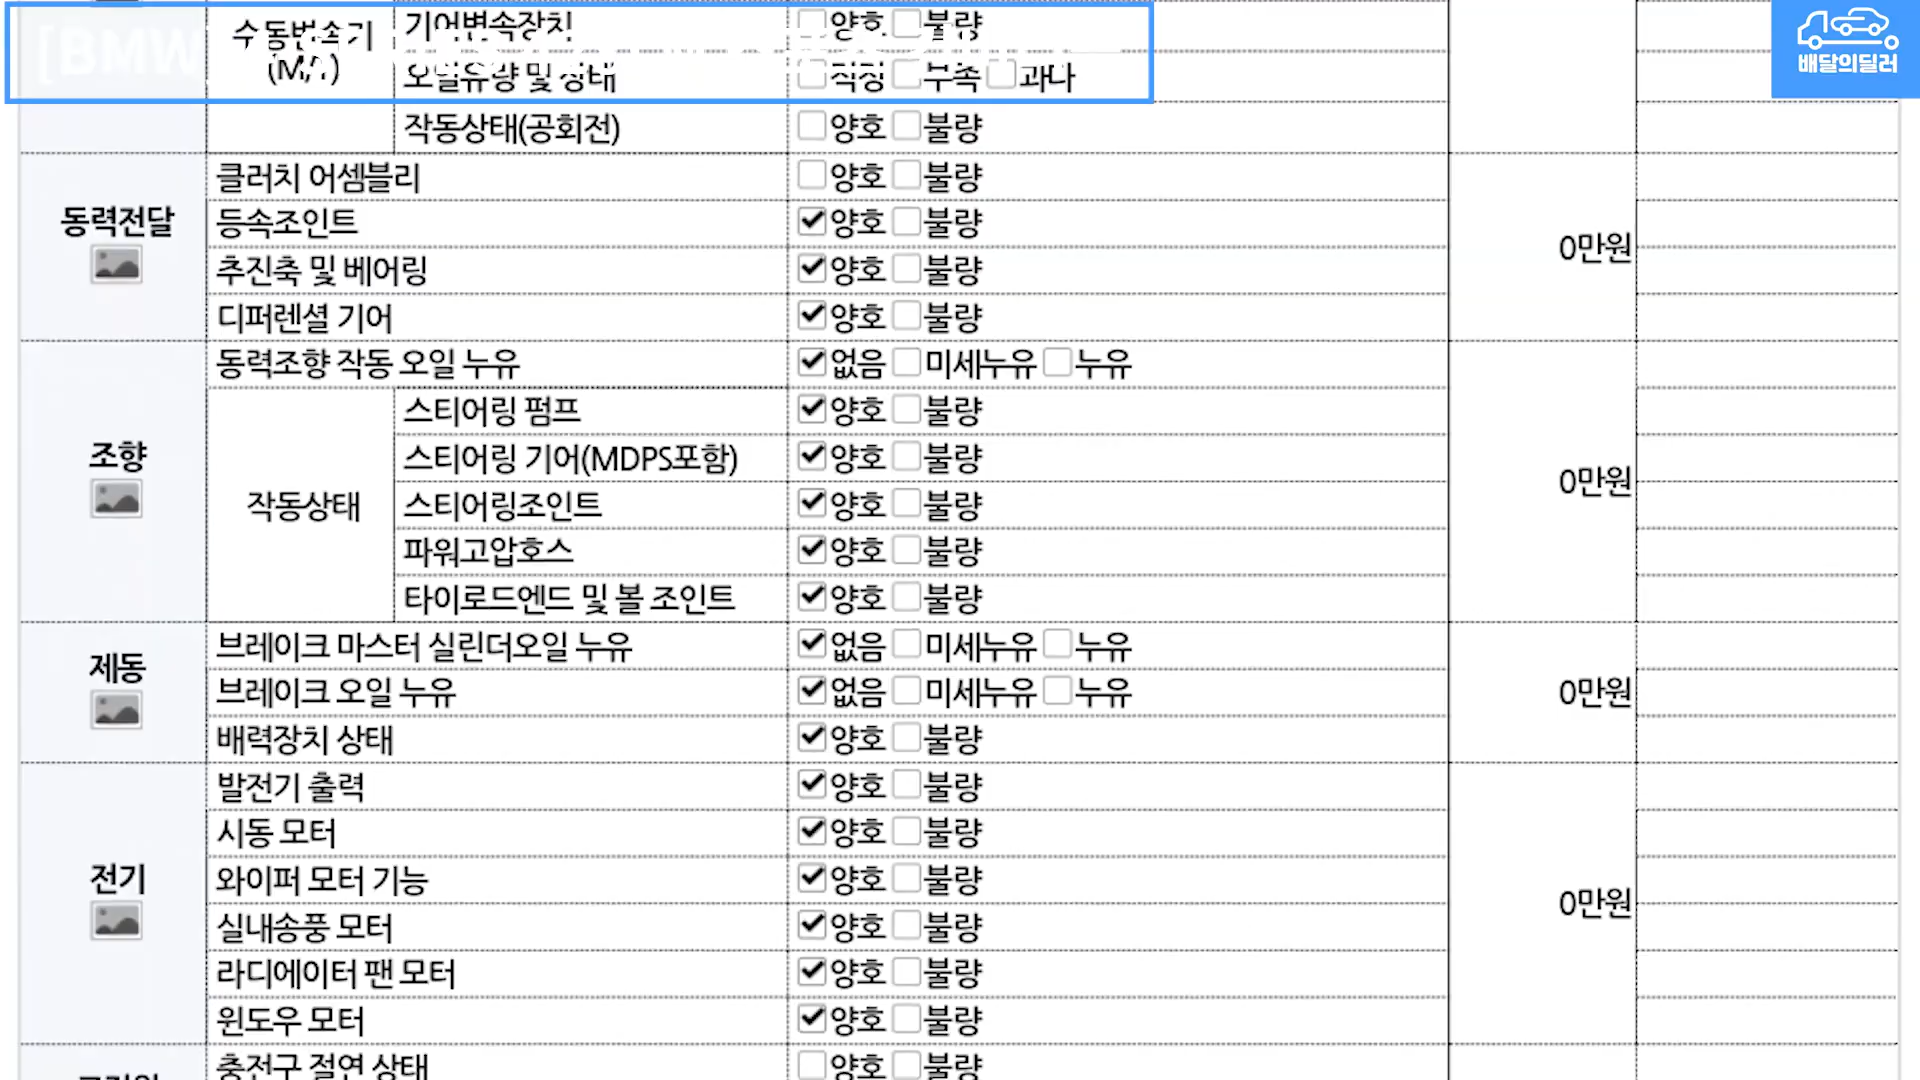 [BMW]
수동변속기
(M/T)
기어변속장치
양호 불량
오일유량 및 상태
적정 부족 과다
배달의딜러
작동상태(공회전)
양호 불량
동력전달
클러치 어셈블리
양호 불량
등속조인트
양호 불량
추진축 및 베어링
양호 불량
디퍼렌셜 기어
양호 불량
0만원
조향
동력조향 작동 오일 누유
없음 미세누유 누유
작동상태
스티어링 펌프
양호 불량
스티어링 기어(MDPS포함)
양호 불량
스티어링조인트
양호 불량
파워고압호스
양호 불량
타이로드엔드 및 볼 조인트
양호 불량
0만원
제동
브레이크 마스터 실린더오일 누유
없음 미세누유 누유
브레이크 오일 누유
없음 미세누유 누유
배력장치 상태
양호 불량
0만원
전기
발전기 출력
양호 불량
시동 모터
양호 불량
와이퍼 모터 기능
양호 불량
실내송풍 모터
양호 불량
라디에이터 팬 모터
양호 불량
윈도우 모터
양호 불량
0만원
충전구 절연 상태
양호 불량